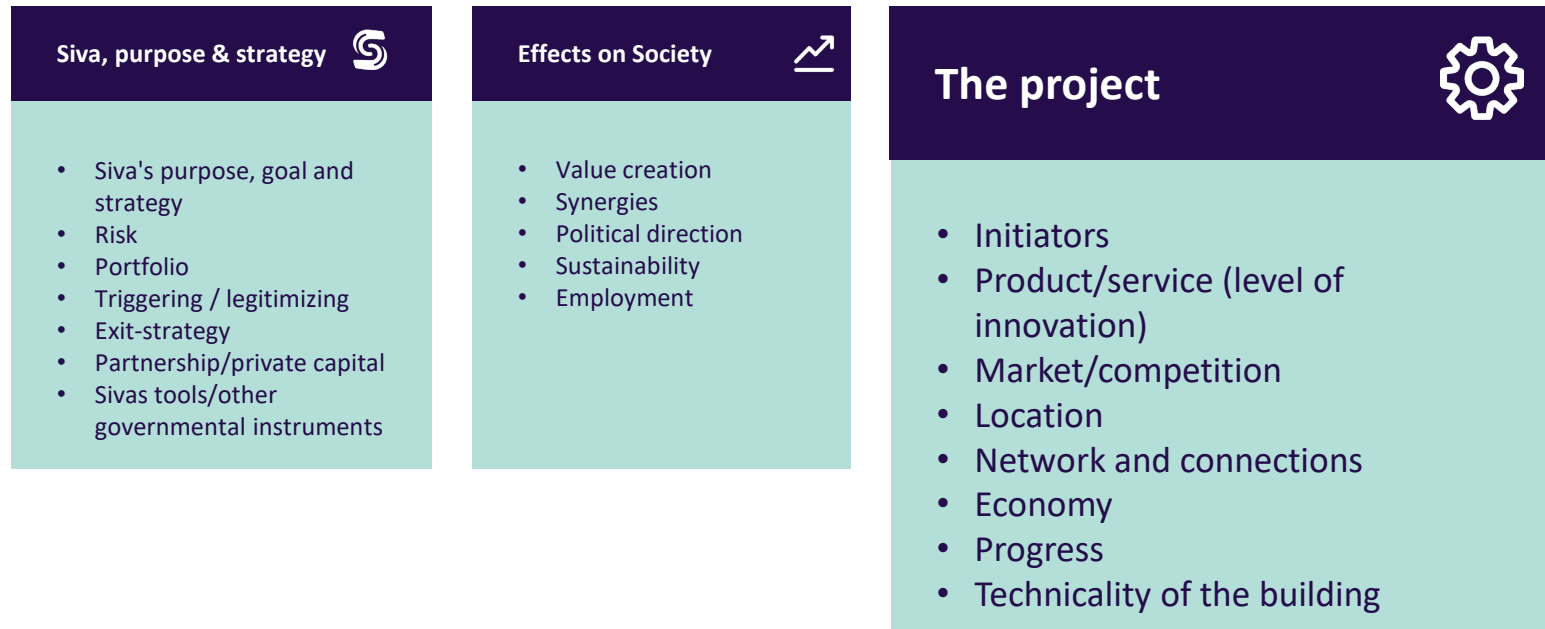 Siva, purpose & strategy
• Siva's purpose, goal and
strategy
• Risk
• Portfolio
• Triggering / legitimizing
• Exit-strategy
• Partnership/private capital
• Sivas tools/other
governmental instruments
Effects on Society
• Value creation
• Synergies
• Political direction
• Sustainability
• Employment
The project
• Initiators
• Product/service (level of
innovation)
• Market/competition
• Location
• Network and connections
• Economy
• Progress
• Technicality of the building